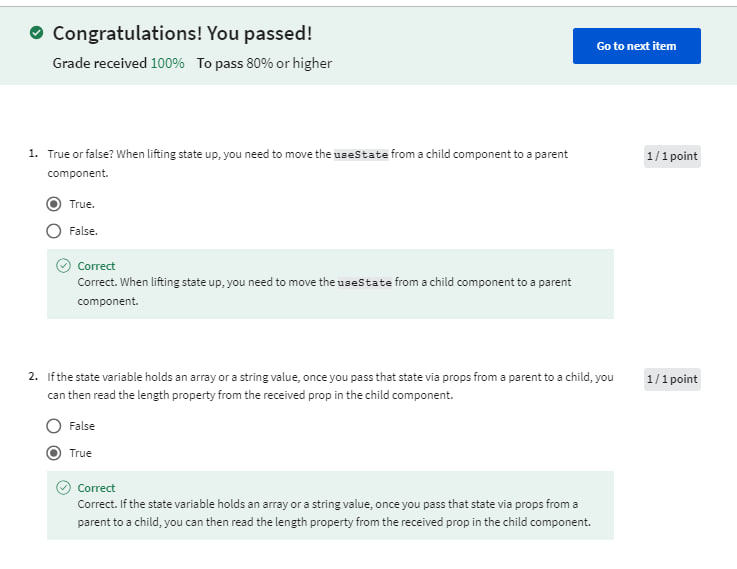 Congratulations! You passed!
Go to next item
Grade received 100% To pass 80% or higher
1. True or false? When lifting state up, you need to move the useState from a child component to a parent
component.
1 / 1 point
True.
False.
Correct
Correct. When lifting state up, you need to move the useState from a child component to a parent
component.
2. If the state variable holds an array or a string value, once you pass that state via props from a parent to a child, you
can then read the length property from the received prop in the child component.
1 / 1 point
False
True
Correct
Correct. If the state variable holds an array or a string value, once you pass that state via props from a
parent to a child, you can then read the length property from the received prop in the child component.